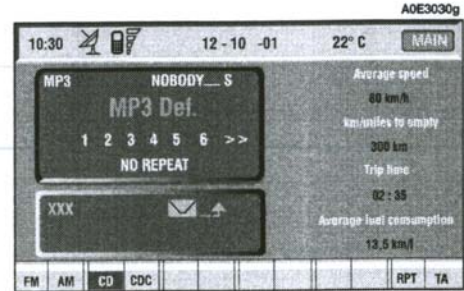 A0E3030g
10:30 12 - 10 -01 22° C MAIN
MP3 NOBODY__ S
MP3 Def.
1 2 3 4 5 6 >>
NO REPEAT
XXX
Average speed
80 km/h
km/miles to empty
300 km
Trip time
02 : 35
Average fuel consumption
13,5 km/l
FM AM CD CDC RPT TA